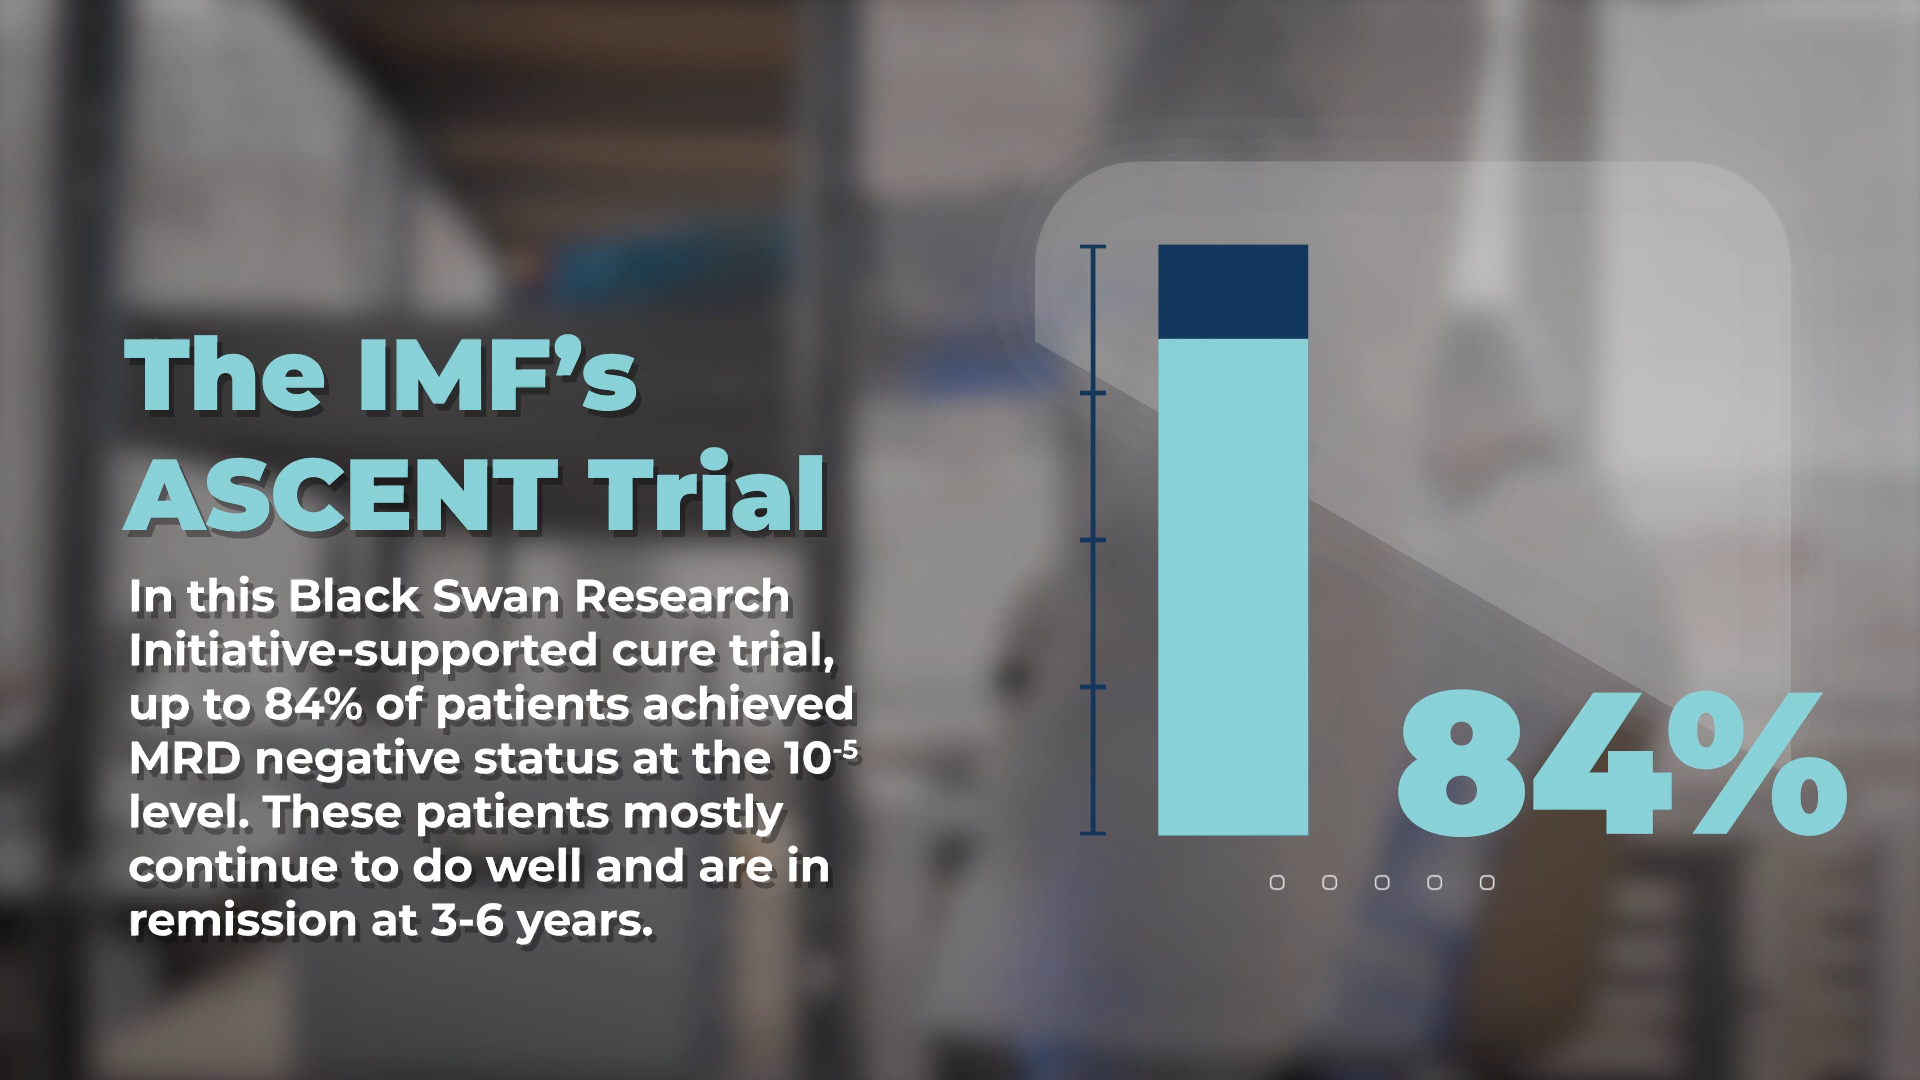 The IMF’s
ASCENT Trial
In this Black Swan Research
Initiative-supported cure trial,
up to 84% of patients achieved
MRD negative status at the 10⁻⁵
level. These patients mostly
continue to do well and are in
remission at 3-6 years.
84%